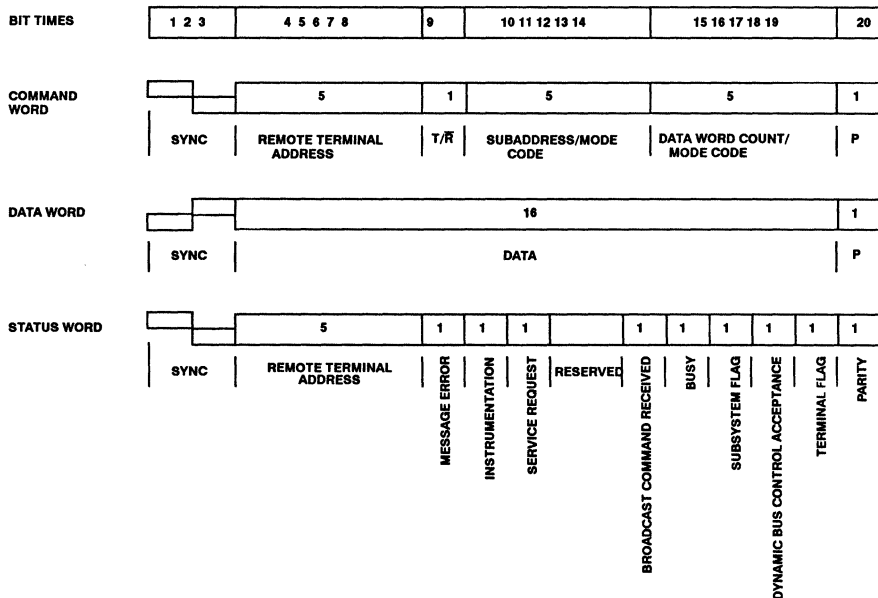 BIT TIMES
1 2 3 4 5 6 7 8 9 10 11 12 13 14 15 16 17 18 19 20
COMMAND
WORD
5 1 5 5 1
SYNC
REMOTE TERMINAL
ADDRESS
T/R̅
SUBADDRESS/MODE
CODE
DATA WORD COUNT/
MODE CODE
P
DATA WORD
16 1
SYNC DATA P
STATUS WORD
5 1 1 1 1 1 1 1 1 1
SYNC
REMOTE TERMINAL
ADDRESS
MESSAGE ERROR
INSTRUMENTATION
SERVICE REQUEST
RESERVED
BROADCAST COMMAND RECEIVED
BUSY
SUBSYSTEM FLAG
DYNAMIC BUS CONTROL ACCEPTANCE
TERMINAL FLAG
PARITY